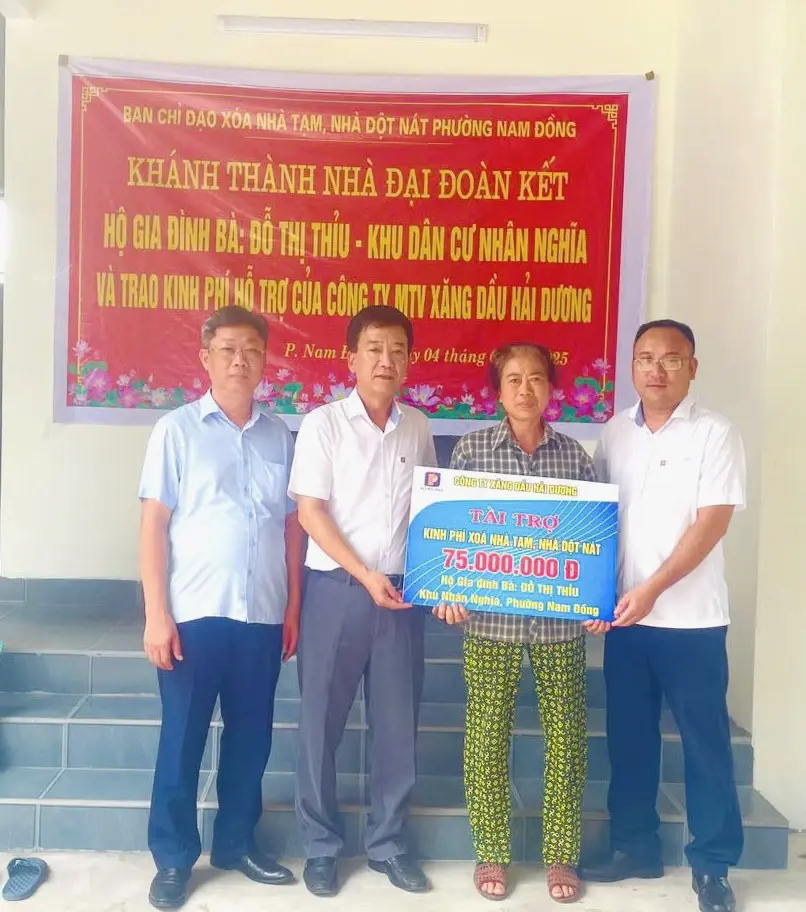 BAN CHỈ ĐẠO XÓA NHÀ TẠM, NHÀ DỘT NÁT PHƯỜNG NAM ĐỒNG
KHÁNH THÀNH NHÀ ĐẠI ĐOÀN KẾT
HỘ GIA ĐÌNH BÀ: ĐỖ THỊ THỈU - KHU DÂN CƯ NHÂN NGHĨA
VÀ TRAO KINH PHÍ HỖ TRỢ CỦA CÔNG TY MTV XĂNG DẦU HẢI DƯƠNG
P. Nam 04 tháng
CÔNG TY XĂNG DẦU HẢI DƯƠNG
TÀI TRỢ
KINH PHÍ XOÁ NHÀ TẠM, NHÀ DỘT NÁT
75.000.000 Đ
Hộ Gia đình Bà: ĐỖ THỊ THỈU
Khu Nhân Nghĩa, Phường Nam Đồng